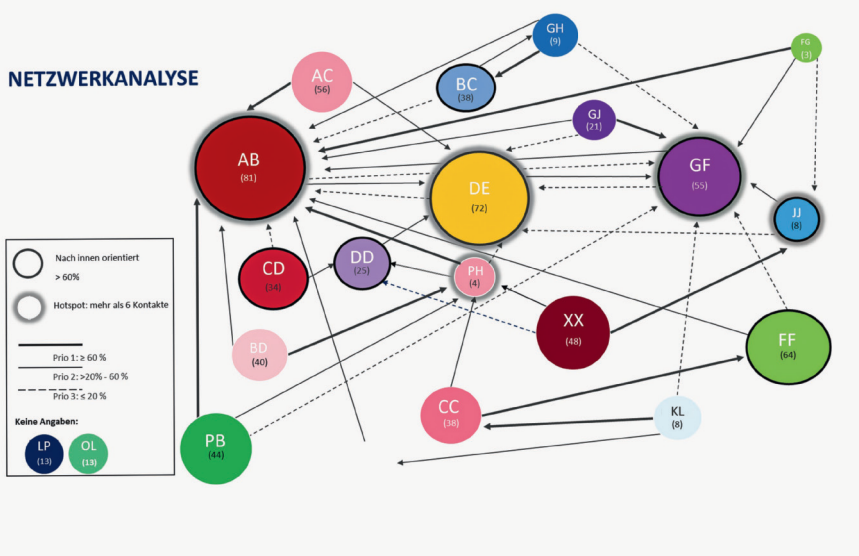 NETZWERKANALYSE
GH
(9)
FG
(3)
AC
(56)
BC
(38)
GJ
(21)
AB
(81)
DE
(72)
GF
(55)
JJ
(8)
CD
(34)
DD
(25)
PH
(4)
XX
(48)
FF
(64)
BD
(40)
CC
(38)
KL
(8)
PB
(44)
Nach innen orientiert
> 60%
Hotspot: mehr als 6 Kontakte
Prio 1: ≥ 60 %
Prio 2: >20% - 60 %
Prio 3: ≤ 20 %
Keine Angaben:
LP
(13)
OL
(13)